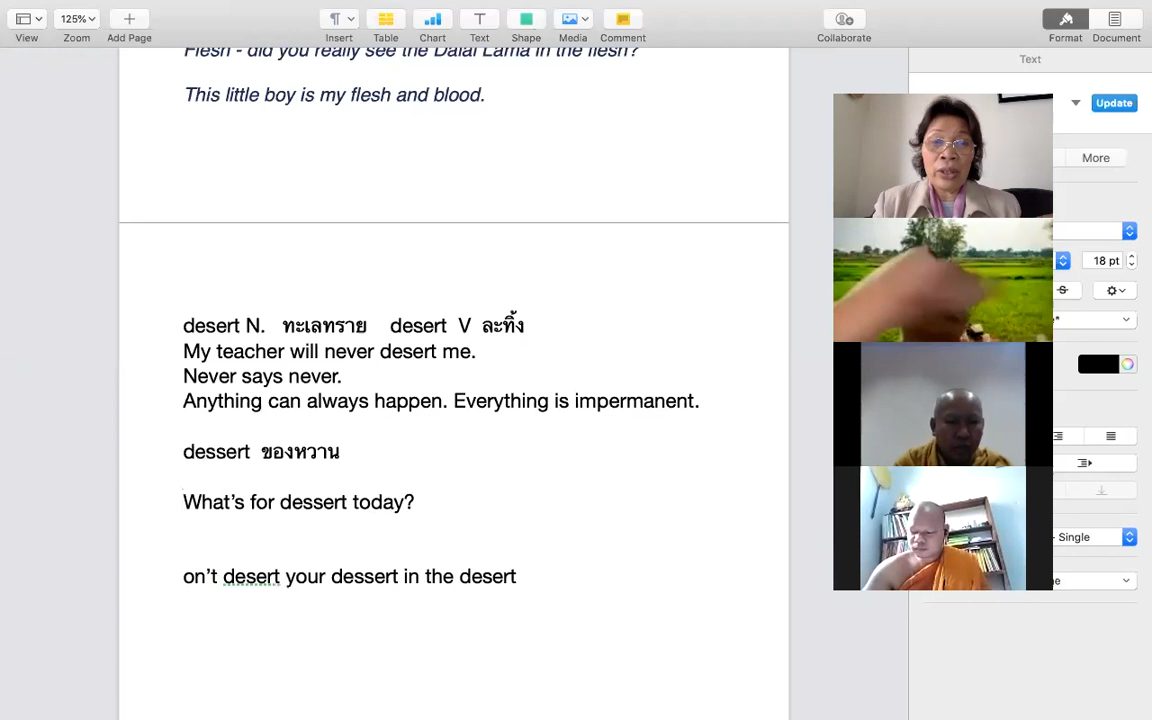 View
125%
Zoom
Add Page
Insert
Table
Chart
Text
Shape
Media
Comment
Collaborate
Format
Document
Text
Update
More
18 pt
Single
Flesh - did you really see the Dalai Lama in the flesh?
This little boy is my flesh and blood.
desert N. ทะเลทราย desert V ละทิ้ง
My teacher will never desert me.
Never says never.
Anything can always happen. Everything is impermanent.
dessert ของหวาน
What's for dessert today?
on't desert your dessert in the desert